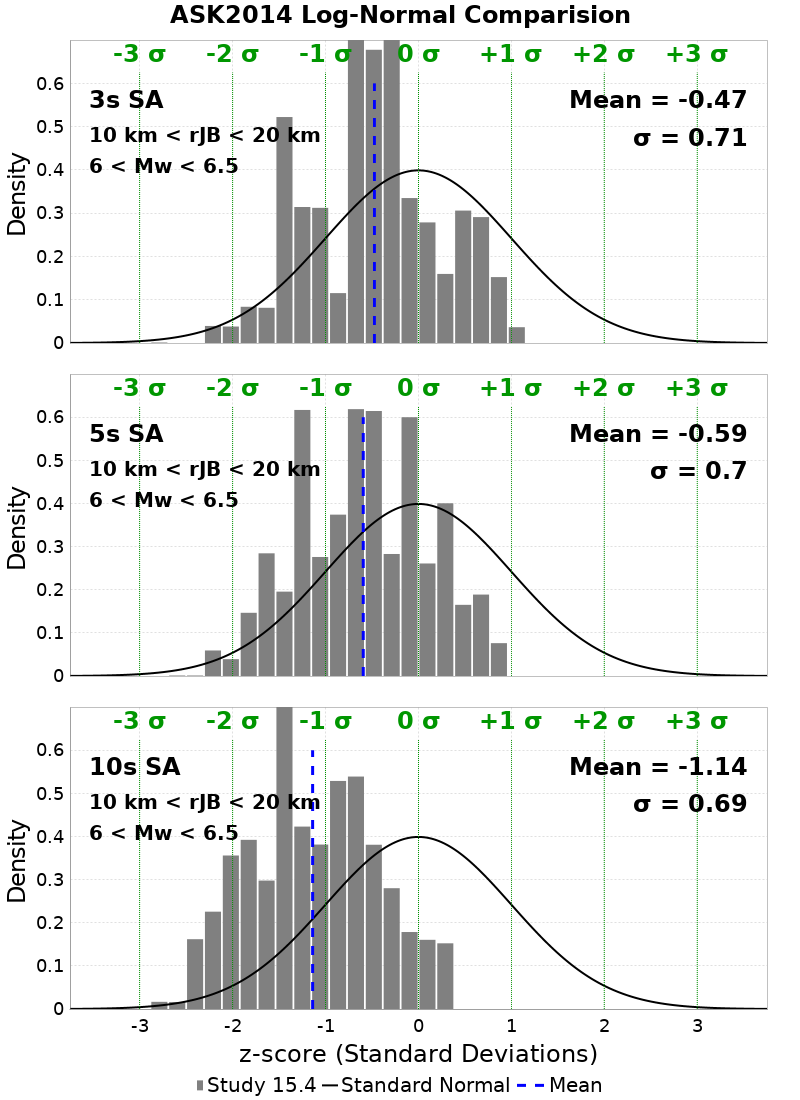 ASK2014 Log-Normal Comparision
-3 σ -2 σ -1 σ 0 σ +1 σ +2 σ +3 σ
0.6
3s SA Mean = -0.47
0.5
10 km < rJB < 20 km σ = 0.71
6 < Mw < 6.5
0.4
0.3
0.2
0.1
0
Density
-3 σ -2 σ -1 σ 0 σ +1 σ +2 σ +3 σ
0.6
5s SA Mean = -0.59
0.5
10 km < rJB < 20 km σ = 0.7
6 < Mw < 6.5
0.4
0.3
0.2
0.1
0
Density
-3 σ -2 σ -1 σ 0 σ +1 σ +2 σ +3 σ
0.6
10s SA Mean = -1.14
0.5
10 km < rJB < 20 km σ = 0.69
6 < Mw < 6.5
0.4
0.3
0.2
0.1
0
Density
-3 -2 -1 0 1 2 3
z-score (Standard Deviations)
Study 15.4 Standard Normal Mean